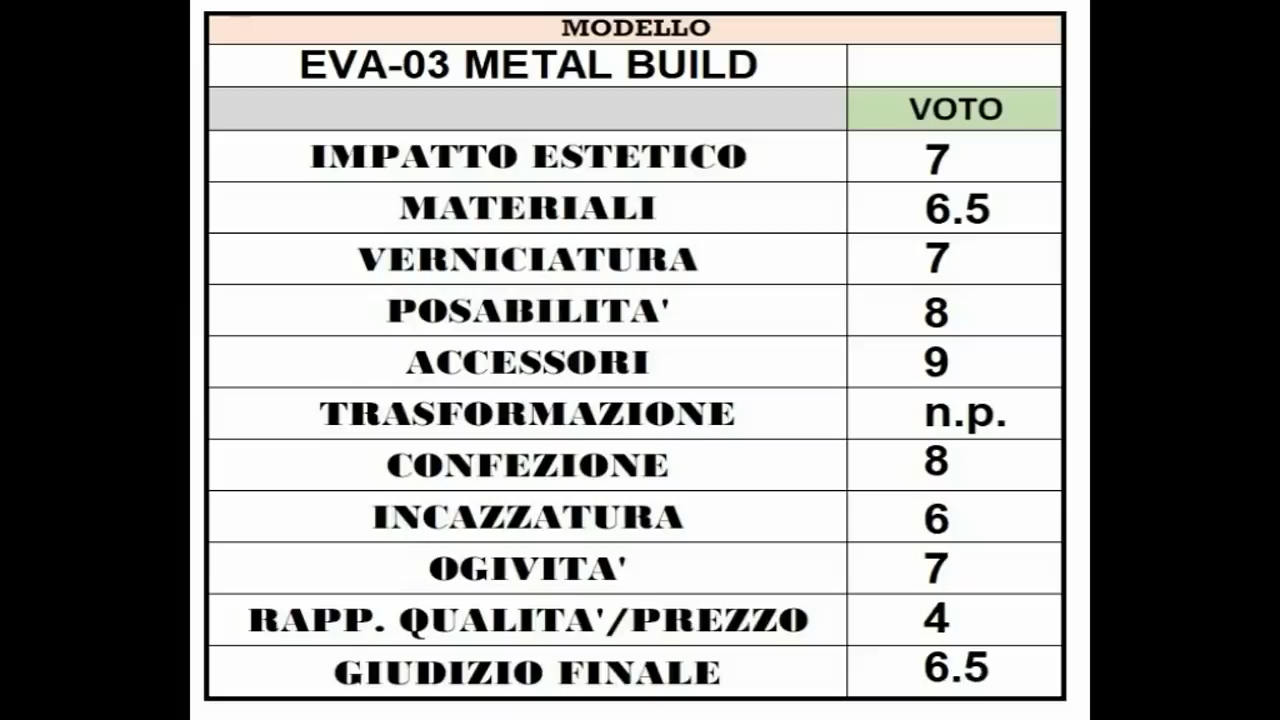 MODELLO
EVA-03 METAL BUILD
VOTO
IMPATTO ESTETICO 7
MATERIALI 6.5
VERNICIATURA 7
POSABILITA' 8
ACCESSORI 9
TRASFORMAZIONE n.p.
CONFEZIONE 8
INCAZZATURA 6
OGIVITA' 7
RAPP. QUALITA'/PREZZO 4
GIUDIZIO FINALE 6.5